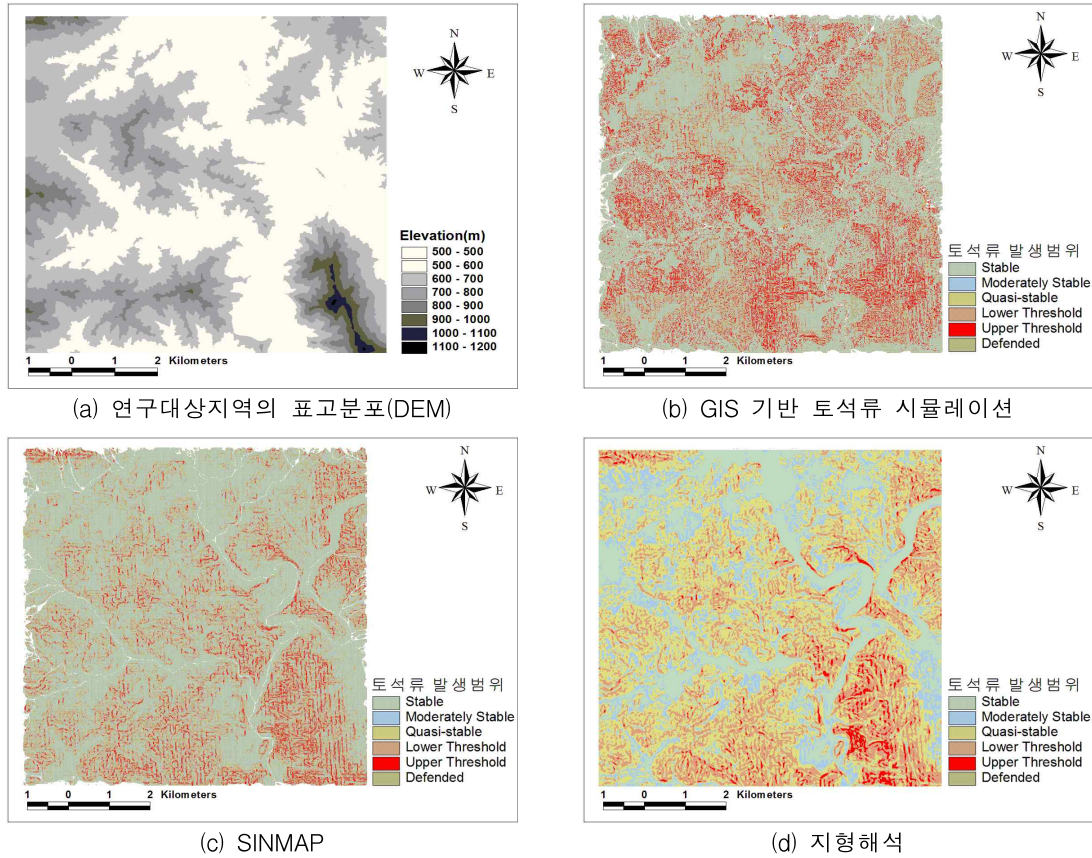 N
W E
S
Elevation(m)
500 - 500
500 - 600
600 - 700
700 - 800
800 - 900
900 - 1000
1000 - 1100
1100 - 1200
1 0 1 2 Kilometers
(a) 연구대상지역의 표고분포(DEM)
N
W E
S
토석류 발생범위
Stable
Moderately Stable
Quasi-stable
Lower Threshold
Upper Threshold
Defended
1 0 1 2 Kilometers
(b) GIS 기반 토석류 시뮬레이션
N
W E
S
토석류 발생범위
Stable
Moderately Stable
Quasi-stable
Lower Threshold
Upper Threshold
Defended
1 0 1 2 Kilometers
(c) SINMAP
N
W E
S
토석류 발생범위
Stable
Moderately Stable
Quasi-stable
Lower Threshold
Upper Threshold
Defended
1 0 1 2 Kilometers
(d) 지형해석